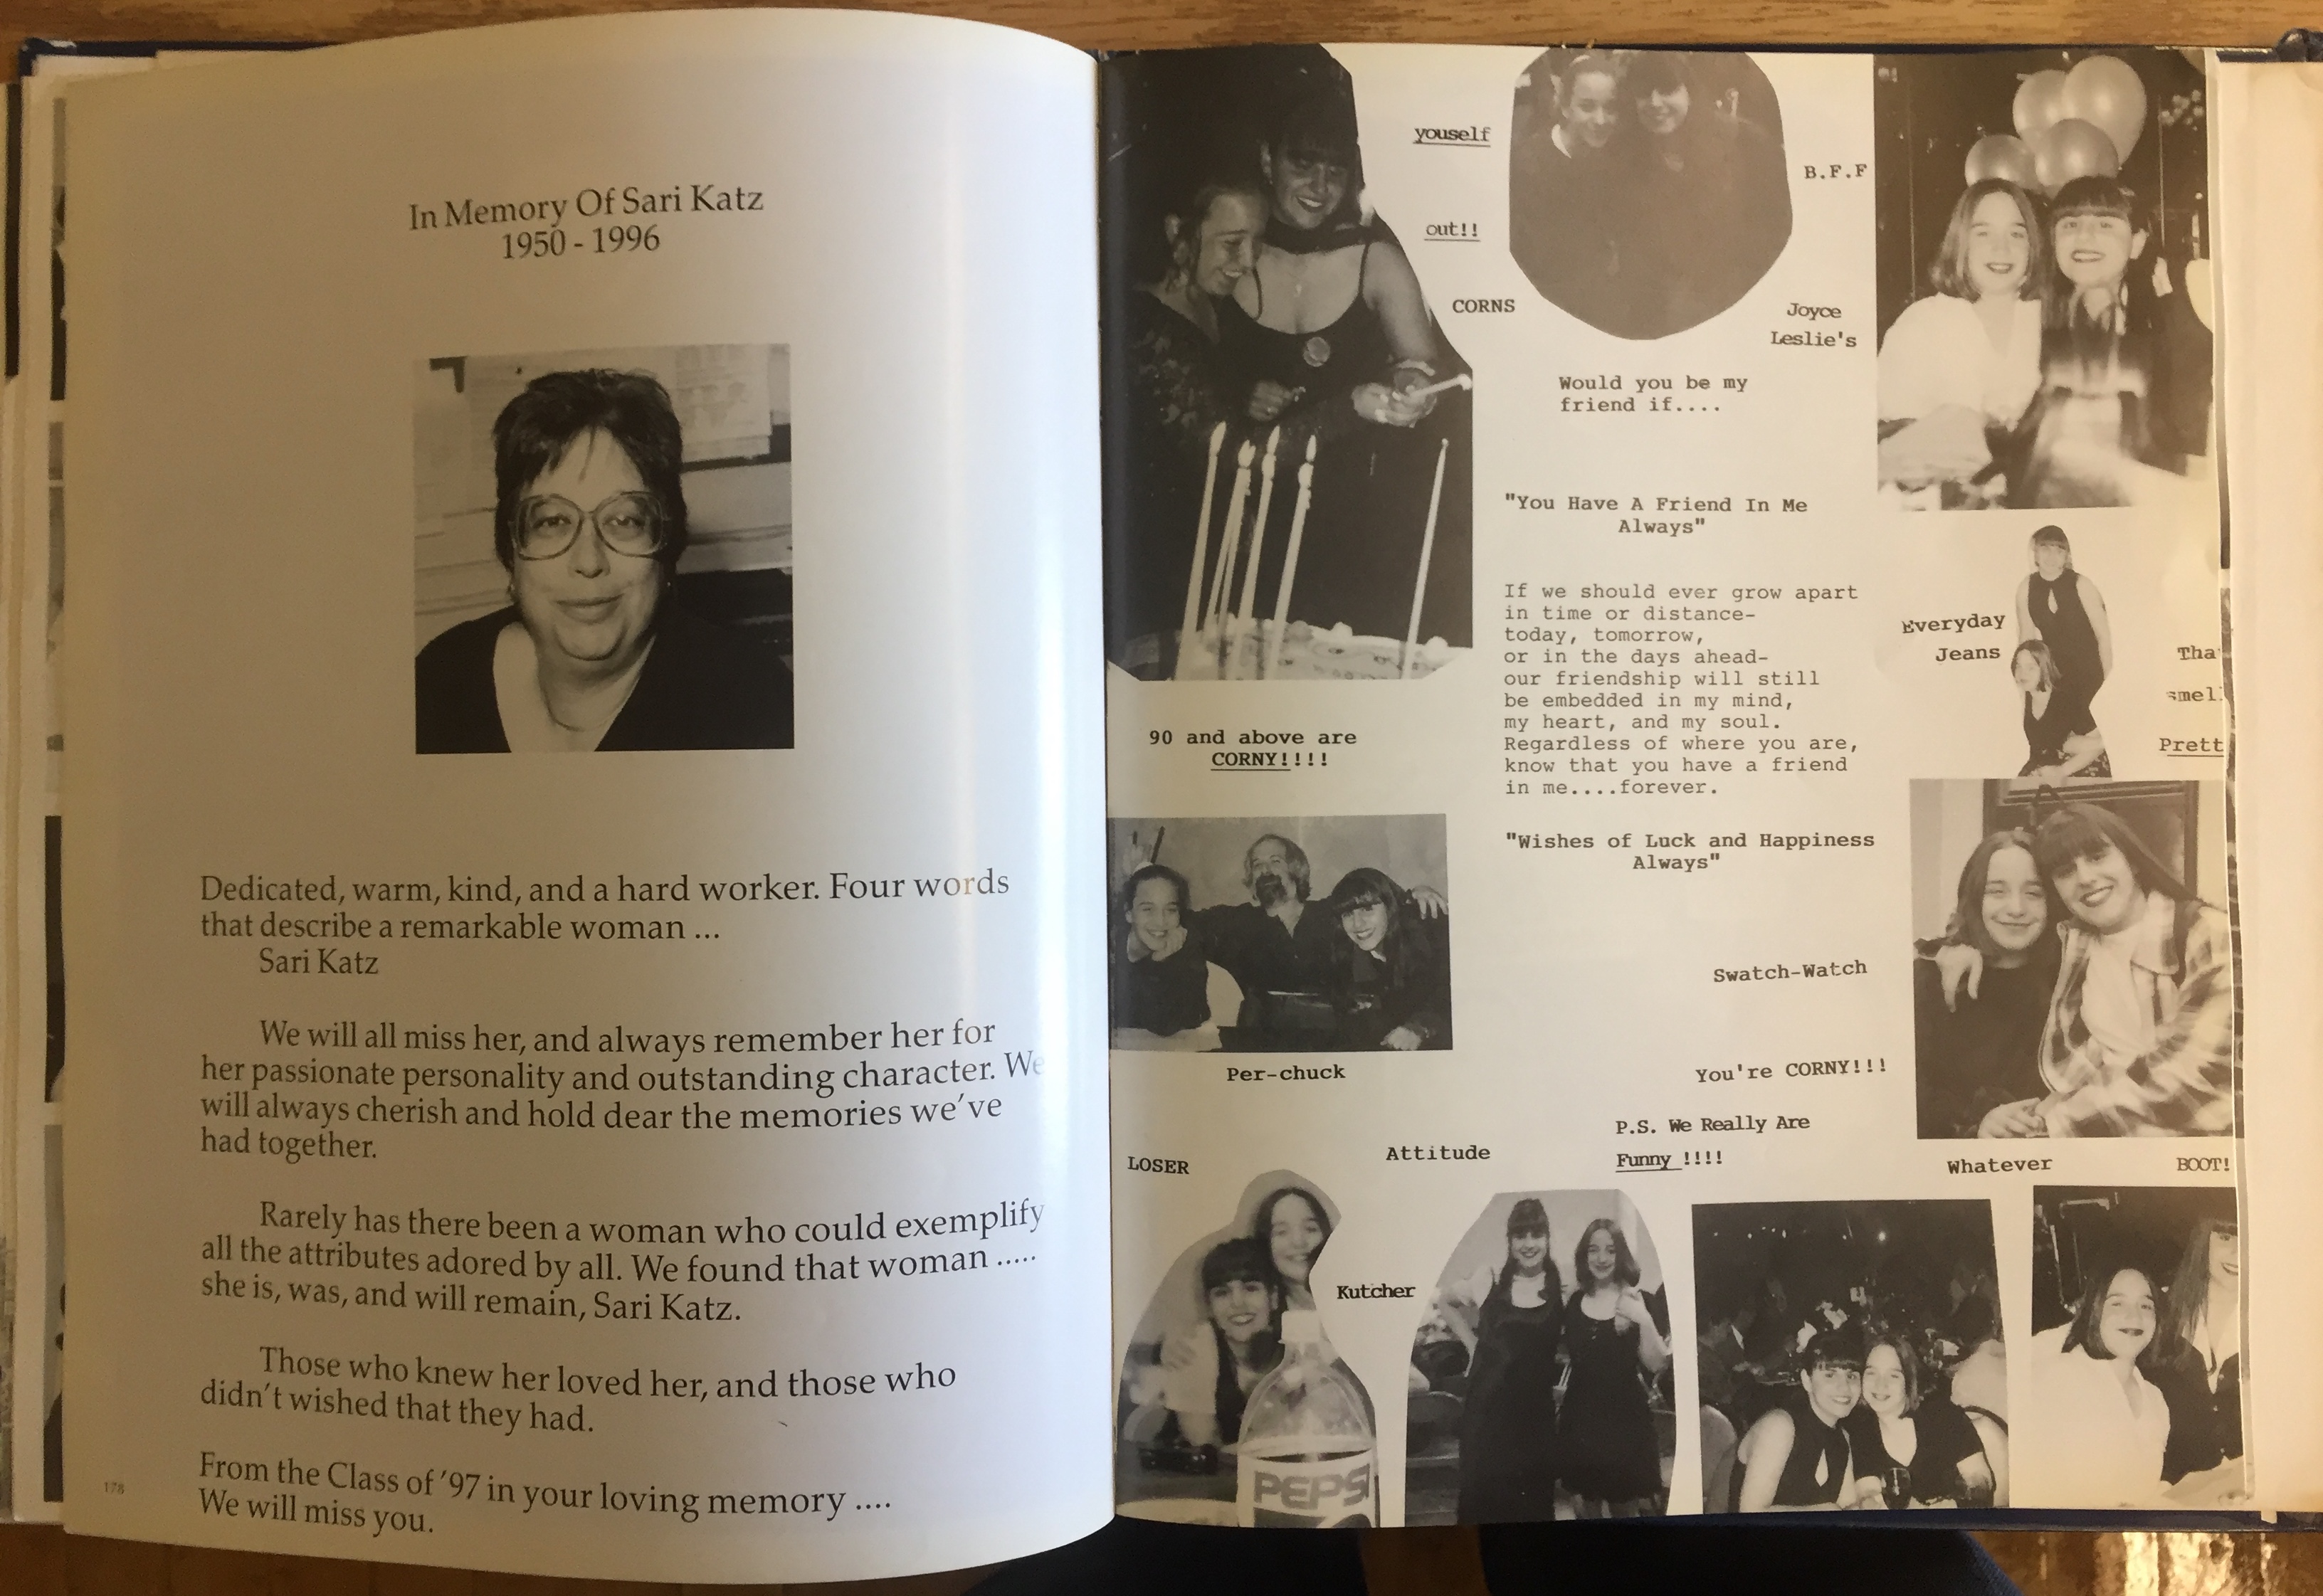 In Memory Of Sari Katz
1950 - 1996
Dedicated, warm, kind, and a hard worker. Four words
that describe a remarkable woman ...
Sari Katz
We will all miss her, and always remember her for
her passionate personality and outstanding character. We
will always cherish and hold dear the memories we've
had together.
Rarely has there been a woman who could exemplify
all the attributes adored by all. We found that woman .....
she is, was, and will remain, Sari Katz.
Those who knew her loved her, and those who
didn't wished that they had.
From the Class of '97 in your loving memory ....
We will miss you.
178
youself
out!!
CORNS
B.F.F
Joyce
Leslie's
Would you be my
friend if....
"You Have A Friend In Me
Always"
If we should ever grow apart
in time or distance-
today, tomorrow,
or in the days ahead-
our friendship will still
be embedded in my mind,
my heart, and my soul.
Regardless of where you are,
know that you have a friend
in me....forever.
"Wishes of Luck and Happiness
Always"
Everyday
Jeans
Tha
smel
Prett
90 and above are
CORNY!!!!
Per-chuck
Swatch-Watch
You're CORNY!!!
P.S. We Really Are
Funny !!!!
LOSER
Attitude
Whatever
BOOT!
Kutcher
PEPSI